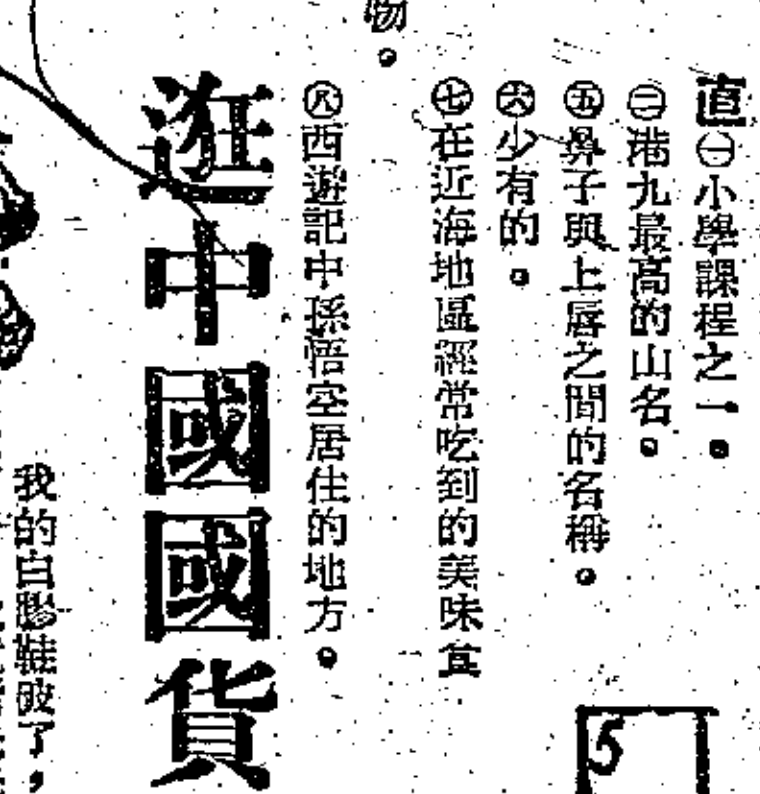 直㊀小學課程之一。
㊂港九最高的山名。
㊄鼻子與上唇之間的名稱。
㊅少有的。
㊆在近海地區經常吃到的美味食
物。
㊇西遊記中孫悟空居住的地方。
逛中國國貨
我的白膠鞋破了，
5